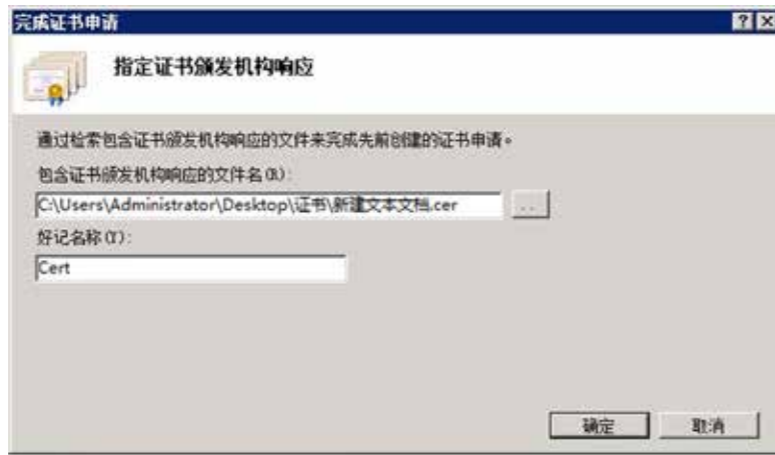 完成证书申请
指定证书颁发机构响应
通过检索包含证书颁发机构响应的文件来完成先前创建的证书申请。
包含证书颁发机构响应的文件名(R):
C:\Users\Administrator\Desktop\证书\新建文本文档.cer
...
好记名称(Y):
Cert
确定 取消